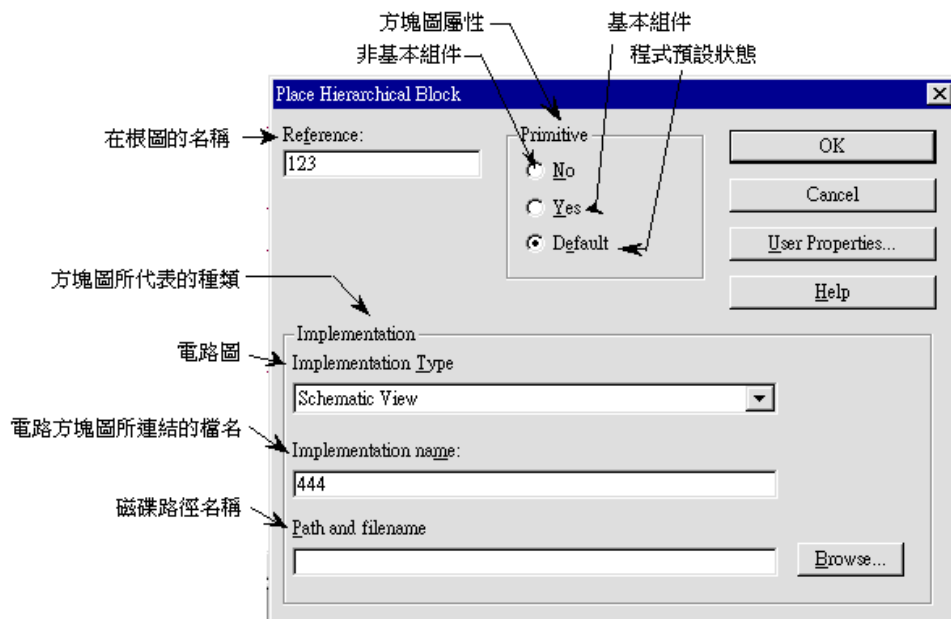 方塊圖屬性
基本組件
非基本組件
程式預設狀態
Place Hierarchical Block
在根圖的名稱
Reference:
123
Primitive
No
Yes
Default
OK
Cancel
User Properties...
Help
方塊圖所代表的種類
Implementation
電路圖
Implementation Type
Schematic View
電路方塊圖所連結的檔名
Implementation name:
444
磁碟路徑名稱
Path and filename
Browse...